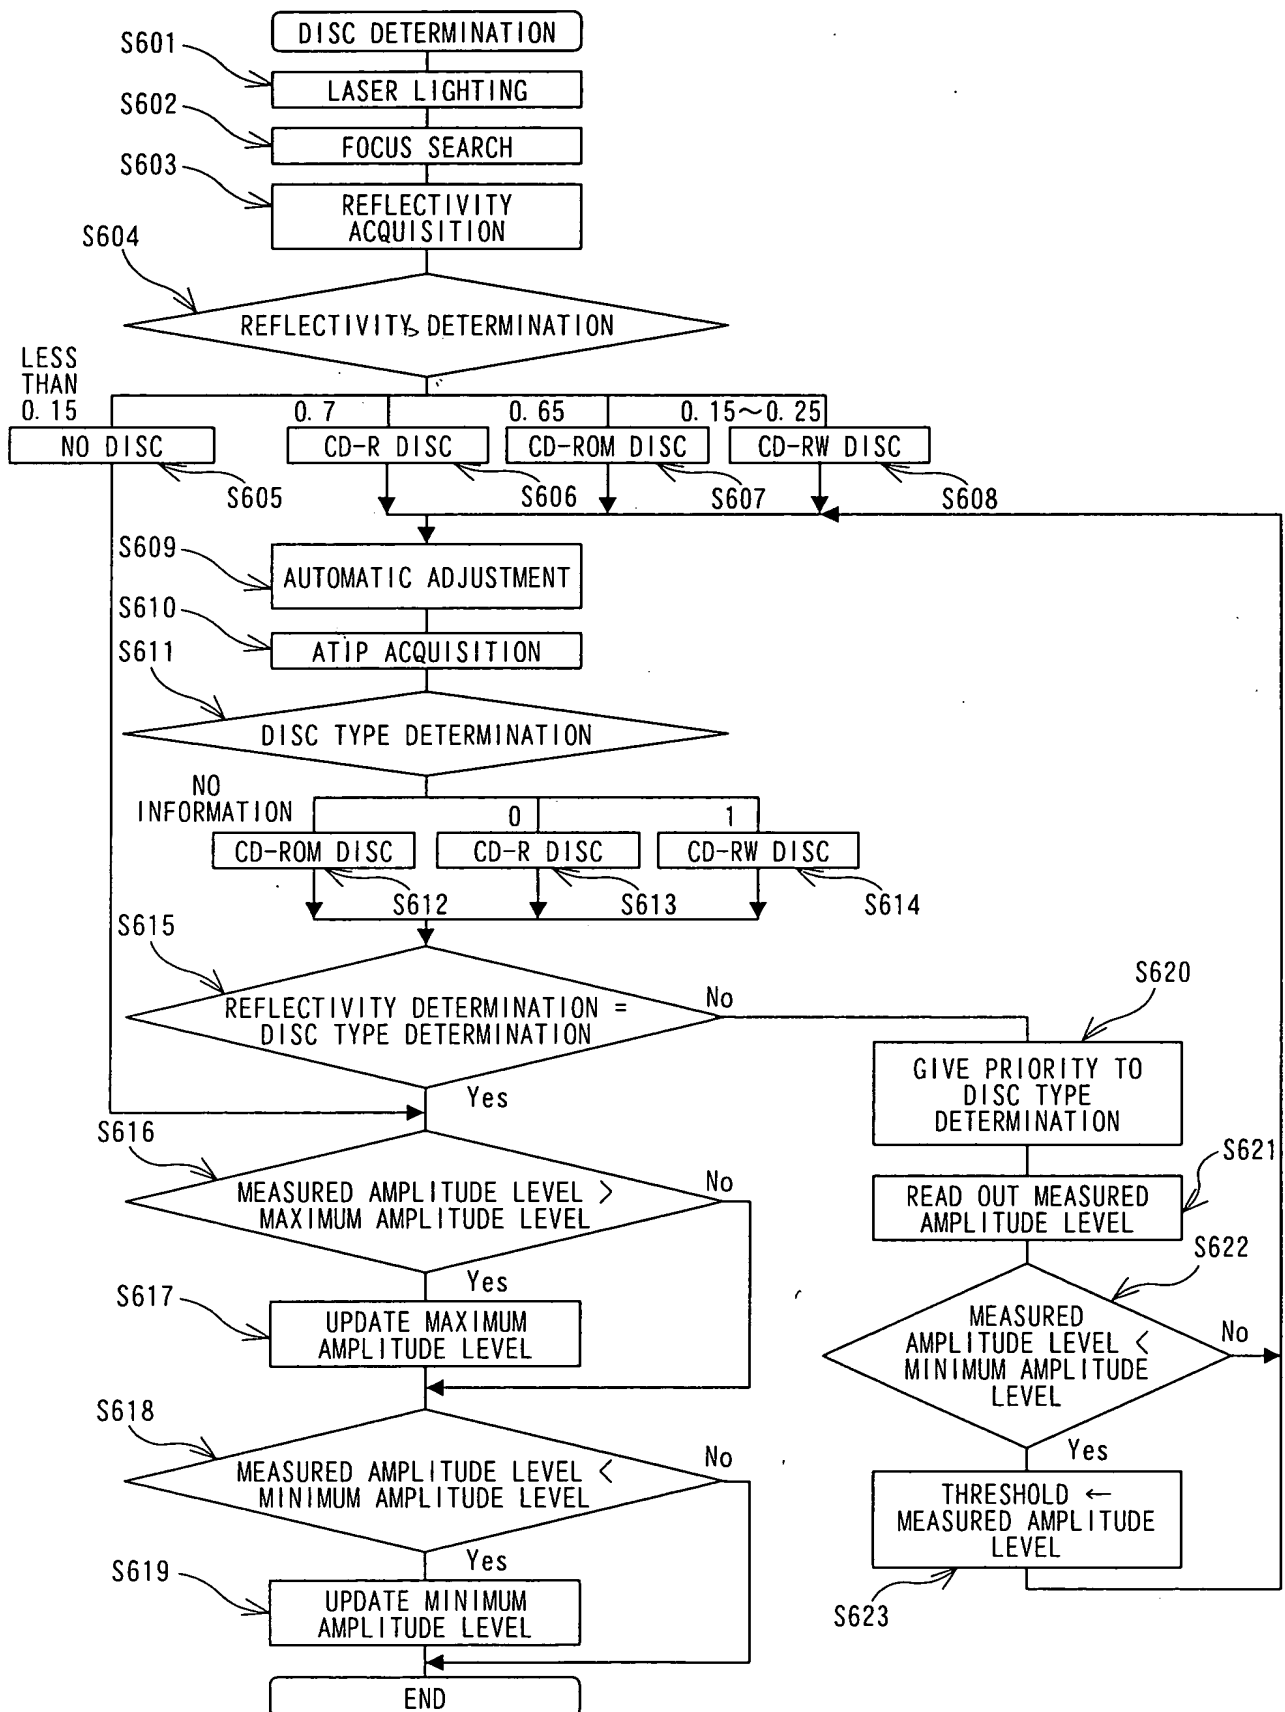 DISC DETERMINATION
S601
LASER LIGHTING
S602
FOCUS SEARCH
S603
REFLECTIVITY
ACQUISITION
S604
REFLECTIVITY DETERMINATION
LESS
THAN
0.15
0.7
0.65
0.15~0.25
NO DISC
CD-R DISC
CD-ROM DISC
CD-RW DISC
S605
S606
S607
S608
S609
AUTOMATIC ADJUSTMENT
S610
ATIP ACQUISITION
S611
DISC TYPE DETERMINATION
NO
INFORMATION
0
1
CD-ROM DISC
CD-R DISC
CD-RW DISC
S612
S613
S614
S615
REFLECTIVITY DETERMINATION =
DISC TYPE DETERMINATION
No
Yes
S620
GIVE PRIORITY TO
DISC TYPE
DETERMINATION
S616
MEASURED AMPLITUDE LEVEL >
MAXIMUM AMPLITUDE LEVEL
No
Yes
S621
READ OUT MEASURED
AMPLITUDE LEVEL
S622
S617
UPDATE MAXIMUM
AMPLITUDE LEVEL
MEASURED
AMPLITUDE LEVEL <
MINIMUM AMPLITUDE
LEVEL
No
Yes
S618
MEASURED AMPLITUDE LEVEL <
MINIMUM AMPLITUDE LEVEL
No
Yes
THRESHOLD ←
MEASURED AMPLITUDE
LEVEL
S623
S619
UPDATE MINIMUM
AMPLITUDE LEVEL
END